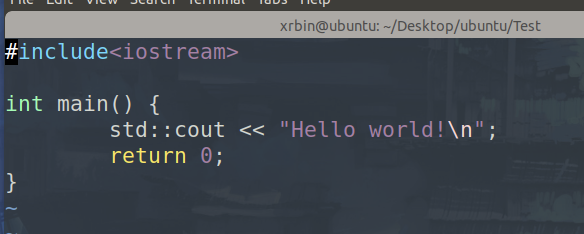 File Edit View Search Terminal Tabs Help
xrbin@ubuntu: ~/Desktop/ubuntu/Test
#include<iostream>
int main() {
        std::cout << "Hello world!\n";
        return 0;
}
~
~